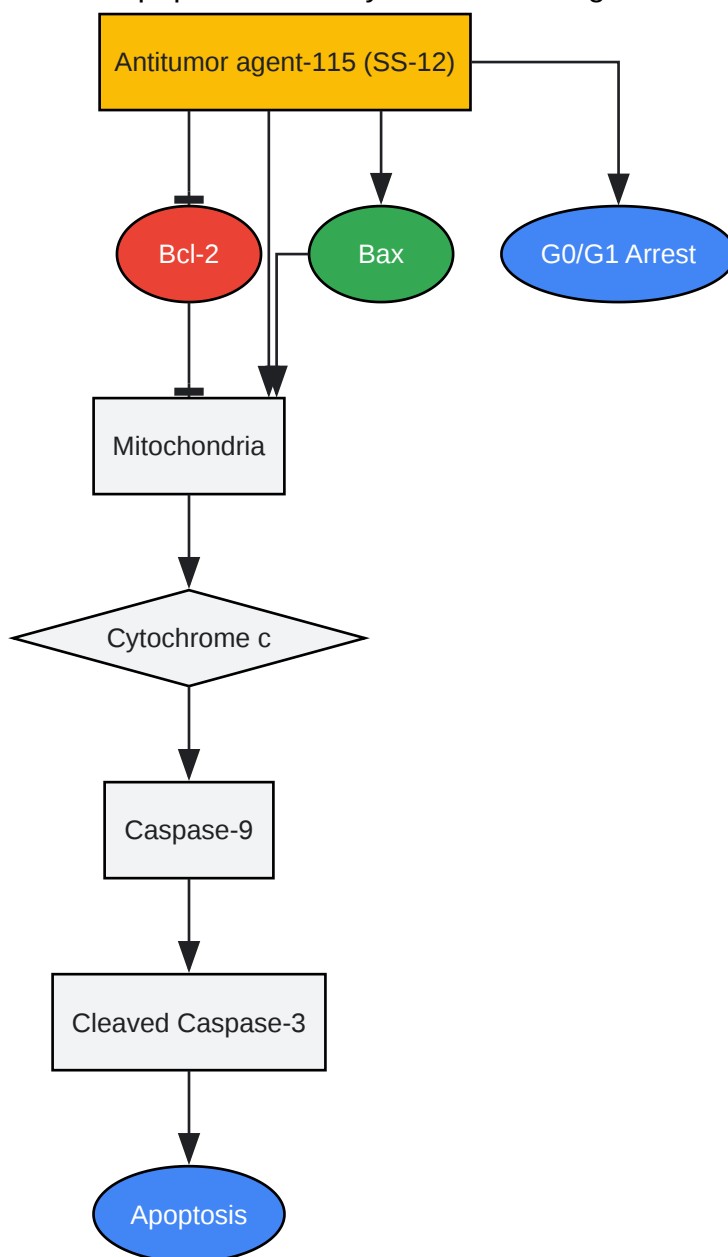 Antitumor agent-115 (SS-12)
Bcl-2
Bax
G0/G1 Arrest
Mitochondria
Cytochrome c
Caspase-9
Cleaved Caspase-3
Apoptosis